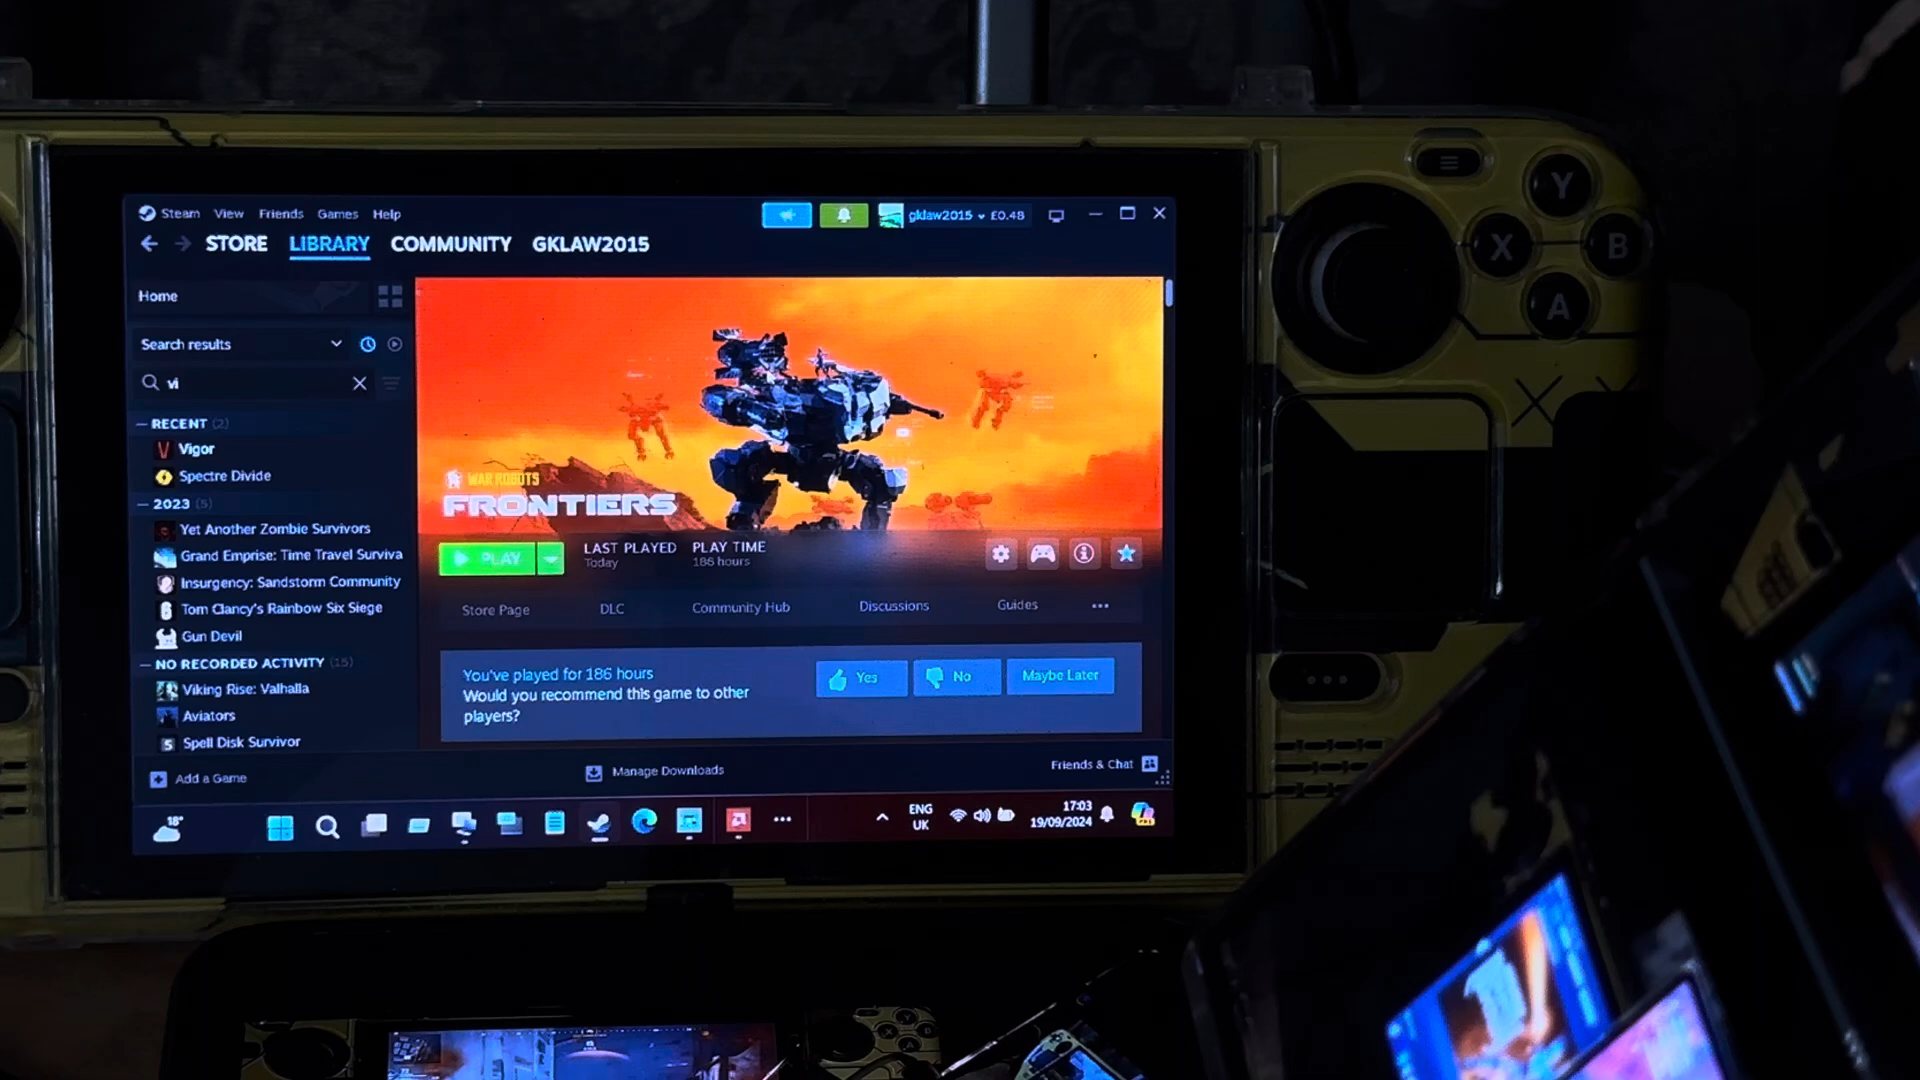 Steam View Friends Games Help
gklaw2015 £0.48
STORE LIBRARY COMMUNITY GKLAW2015
Home
Search results
vi
RECENT (2)
Vigor
Spectre Divide
2023 (5)
Yet Another Zombie Survivors
Grand Emprise: Time Travel Surviva
Insurgency: Sandstorm Community
Tom Clancy's Rainbow Six Siege
Gun Devil
NO RECORDED ACTIVITY (15)
Viking Rise: Valhalla
Aviators
Spell Disk Survivor
Add a Game
WAR ROBOTS
FRONTIERS
PLAY
LAST PLAYED
Today
PLAY TIME
186 hours
Store Page DLC Community Hub Discussions Guides
You've played for 186 hours
Would you recommend this game to other
players?
Yes No Maybe Later
Manage Downloads
Friends & Chat
18°
ENG
UK
17:03
19/09/2024
Y
X
B
A